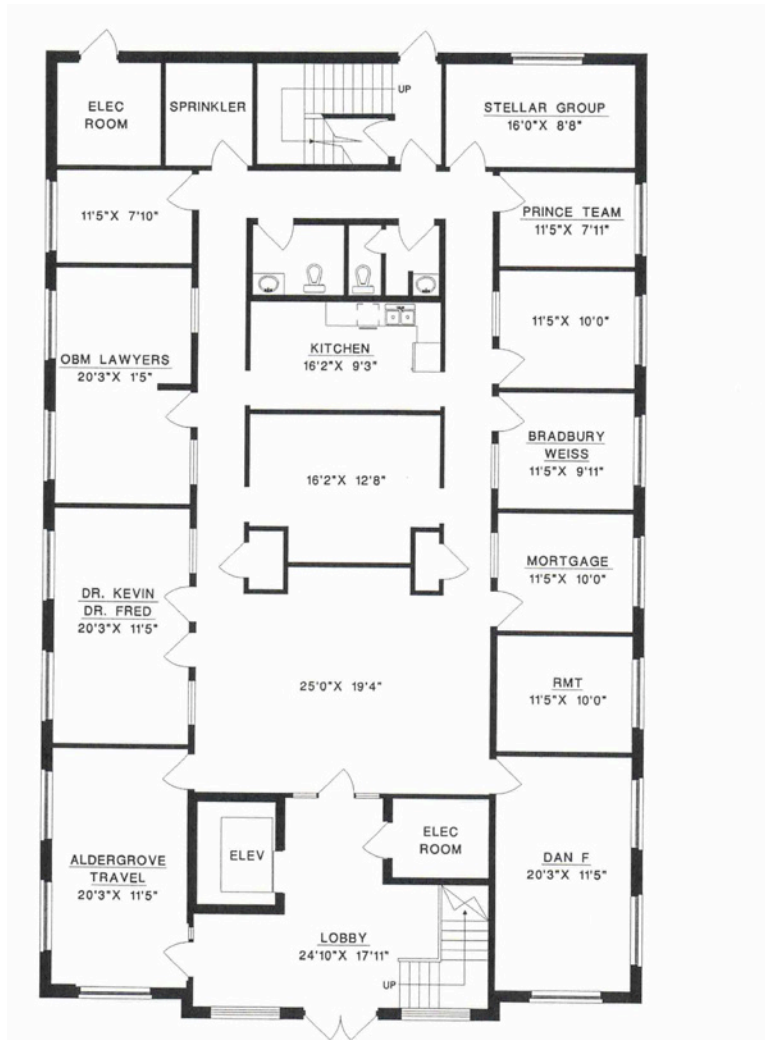 ELEC
ROOM
SPRINKLER
UP
STELLAR GROUP
16'0"X 8'8"
11'5"X 7'10"
PRINCE TEAM
11'5"X 7'11"
11'5"X 10'0"
OBM LAWYERS
20'3"X 1'5"
KITCHEN
16'2"X 9'3"
BRADBURY
WEISS
11'5"X 9'11"
16'2"X 12'8"
MORTGAGE
11'5"X 10'0"
DR. KEVIN
DR. FRED
20'3"X 11'5"
25'0"X 19'4"
RMT
11'5"X 10'0"
ELEV
ELEC
ROOM
ALDERGROVE
TRAVEL
20'3"X 11'5"
DAN F
20'3"X 11'5"
LOBBY
24'10"X 17'11"
UP